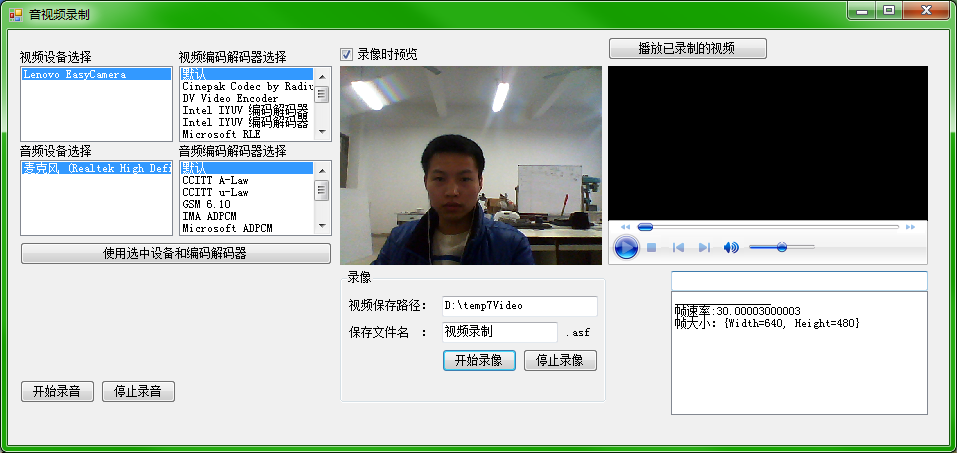 音视频录制
视频设备选择
Lenovo EasyCamera
视频编码解码器选择
默认
Cinepak Codec by Radiu
DV Video Encoder
Intel IYUV 编码解码器
Intel IYUV 编码解码器
Microsoft RLE
音频设备选择
麦克风 (Realtek High Defi
音频编码解码器选择
默认
CCITT A-Law
CCITT u-Law
GSM 6.10
IMA ADPCM
Microsoft ADPCM
使用选中设备和编码解码器
开始录音
停止录音
录像时预览
录像
视频保存路径: D:\temp7Video
保存文件名 : 视频录制 .asf
开始录像
停止录像
播放已录制的视频
帧速率:30.00003000003
帧大小: {Width=640, Height=480}